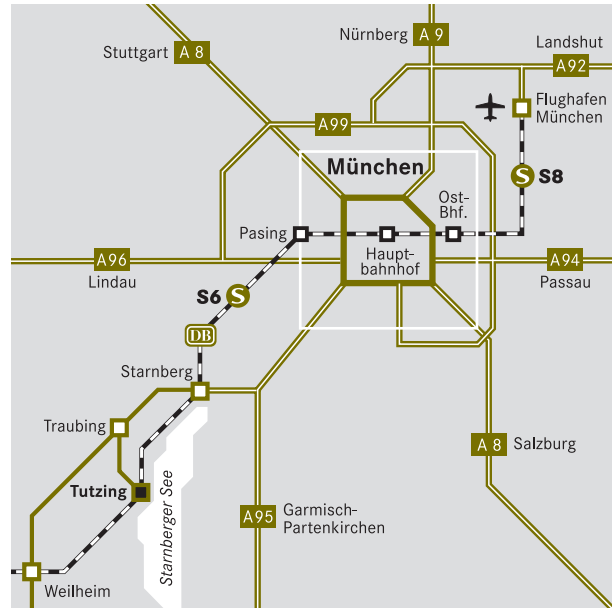 Nürnberg
A 9
Stuttgart
A 8
Landshut
A92
Flughafen
München
A99
München
S
S8
Ost-
Bhf.
Pasing
Haupt-
bahnhof
A96
Lindau
A94
Passau
S6
S
DB
Starnberg
Traubing
A 8
Salzburg
Tutzing
Starnberger See
A95
Garmisch-
Partenkirchen
Weilheim